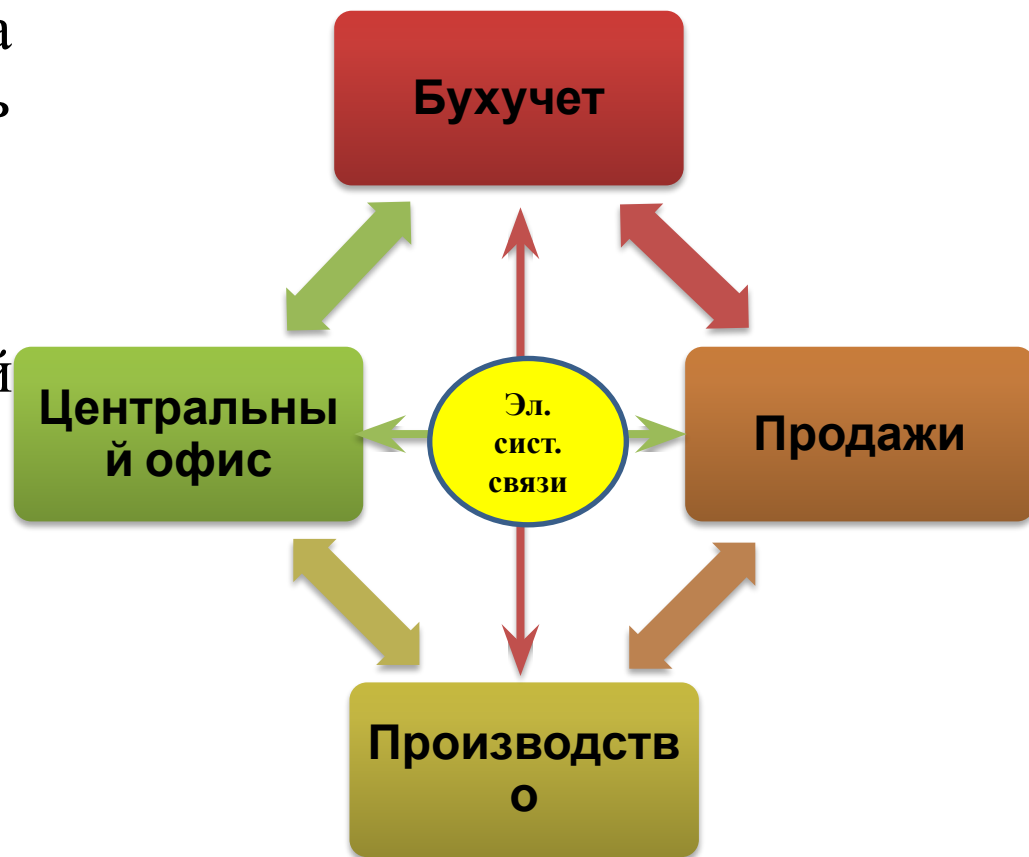 а
ь
й
Бухучет
Центральны
й офис
Эл.
сист.
связи
Продажи
Производств
о